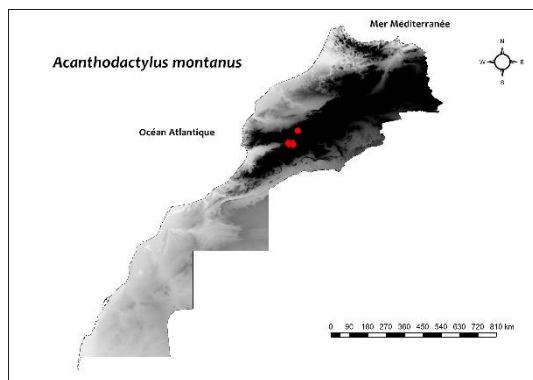 Mer Méditerranée
Acanthodactylus montanus
N
W E
S
Océan Atlantique
0 90 180 270 360 450 540 630 720 810 km